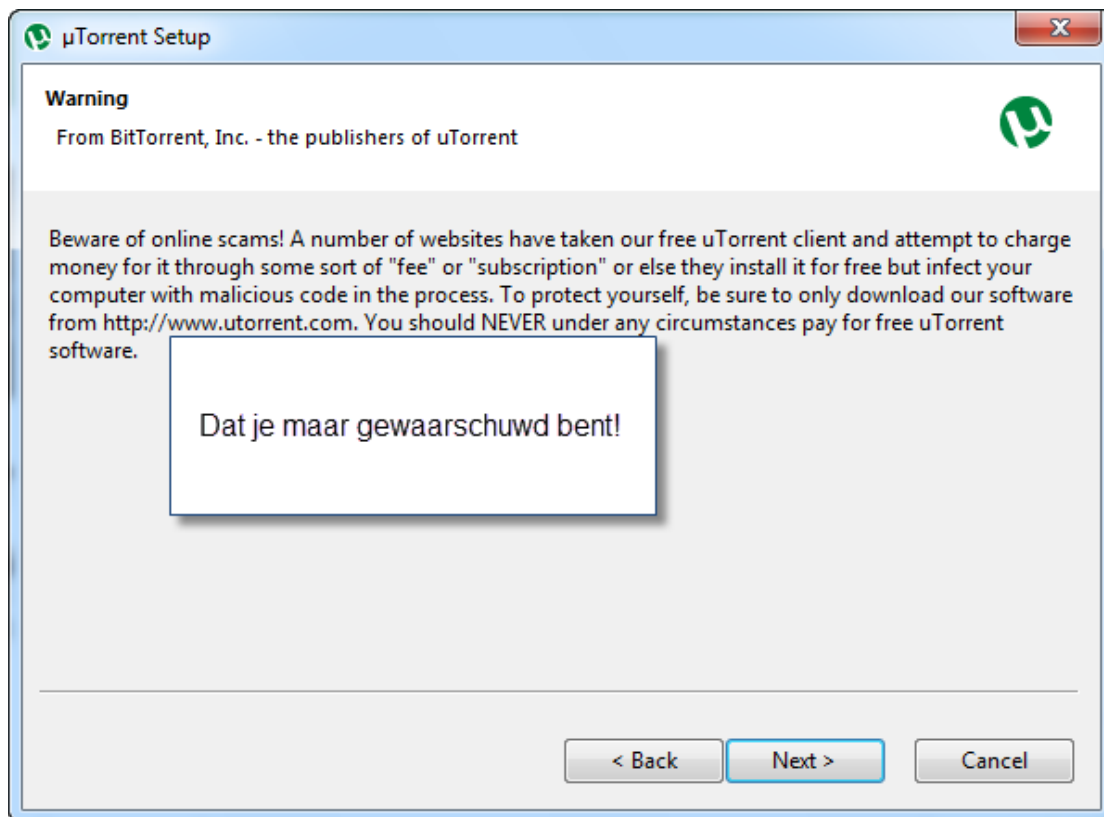 µTorrent Setup
Warning
From BitTorrent, Inc. - the publishers of uTorrent
Beware of online scams! A number of websites have taken our free uTorrent client and attempt to charge
money for it through some sort of "fee" or "subscription" or else they install it for free but infect your
computer with malicious code in the process. To protect yourself, be sure to only download our software
from http://www.utorrent.com. You should NEVER under any circumstances pay for free uTorrent
software.
Dat je maar gewaarschuwd bent!
< Back
Next >
Cancel